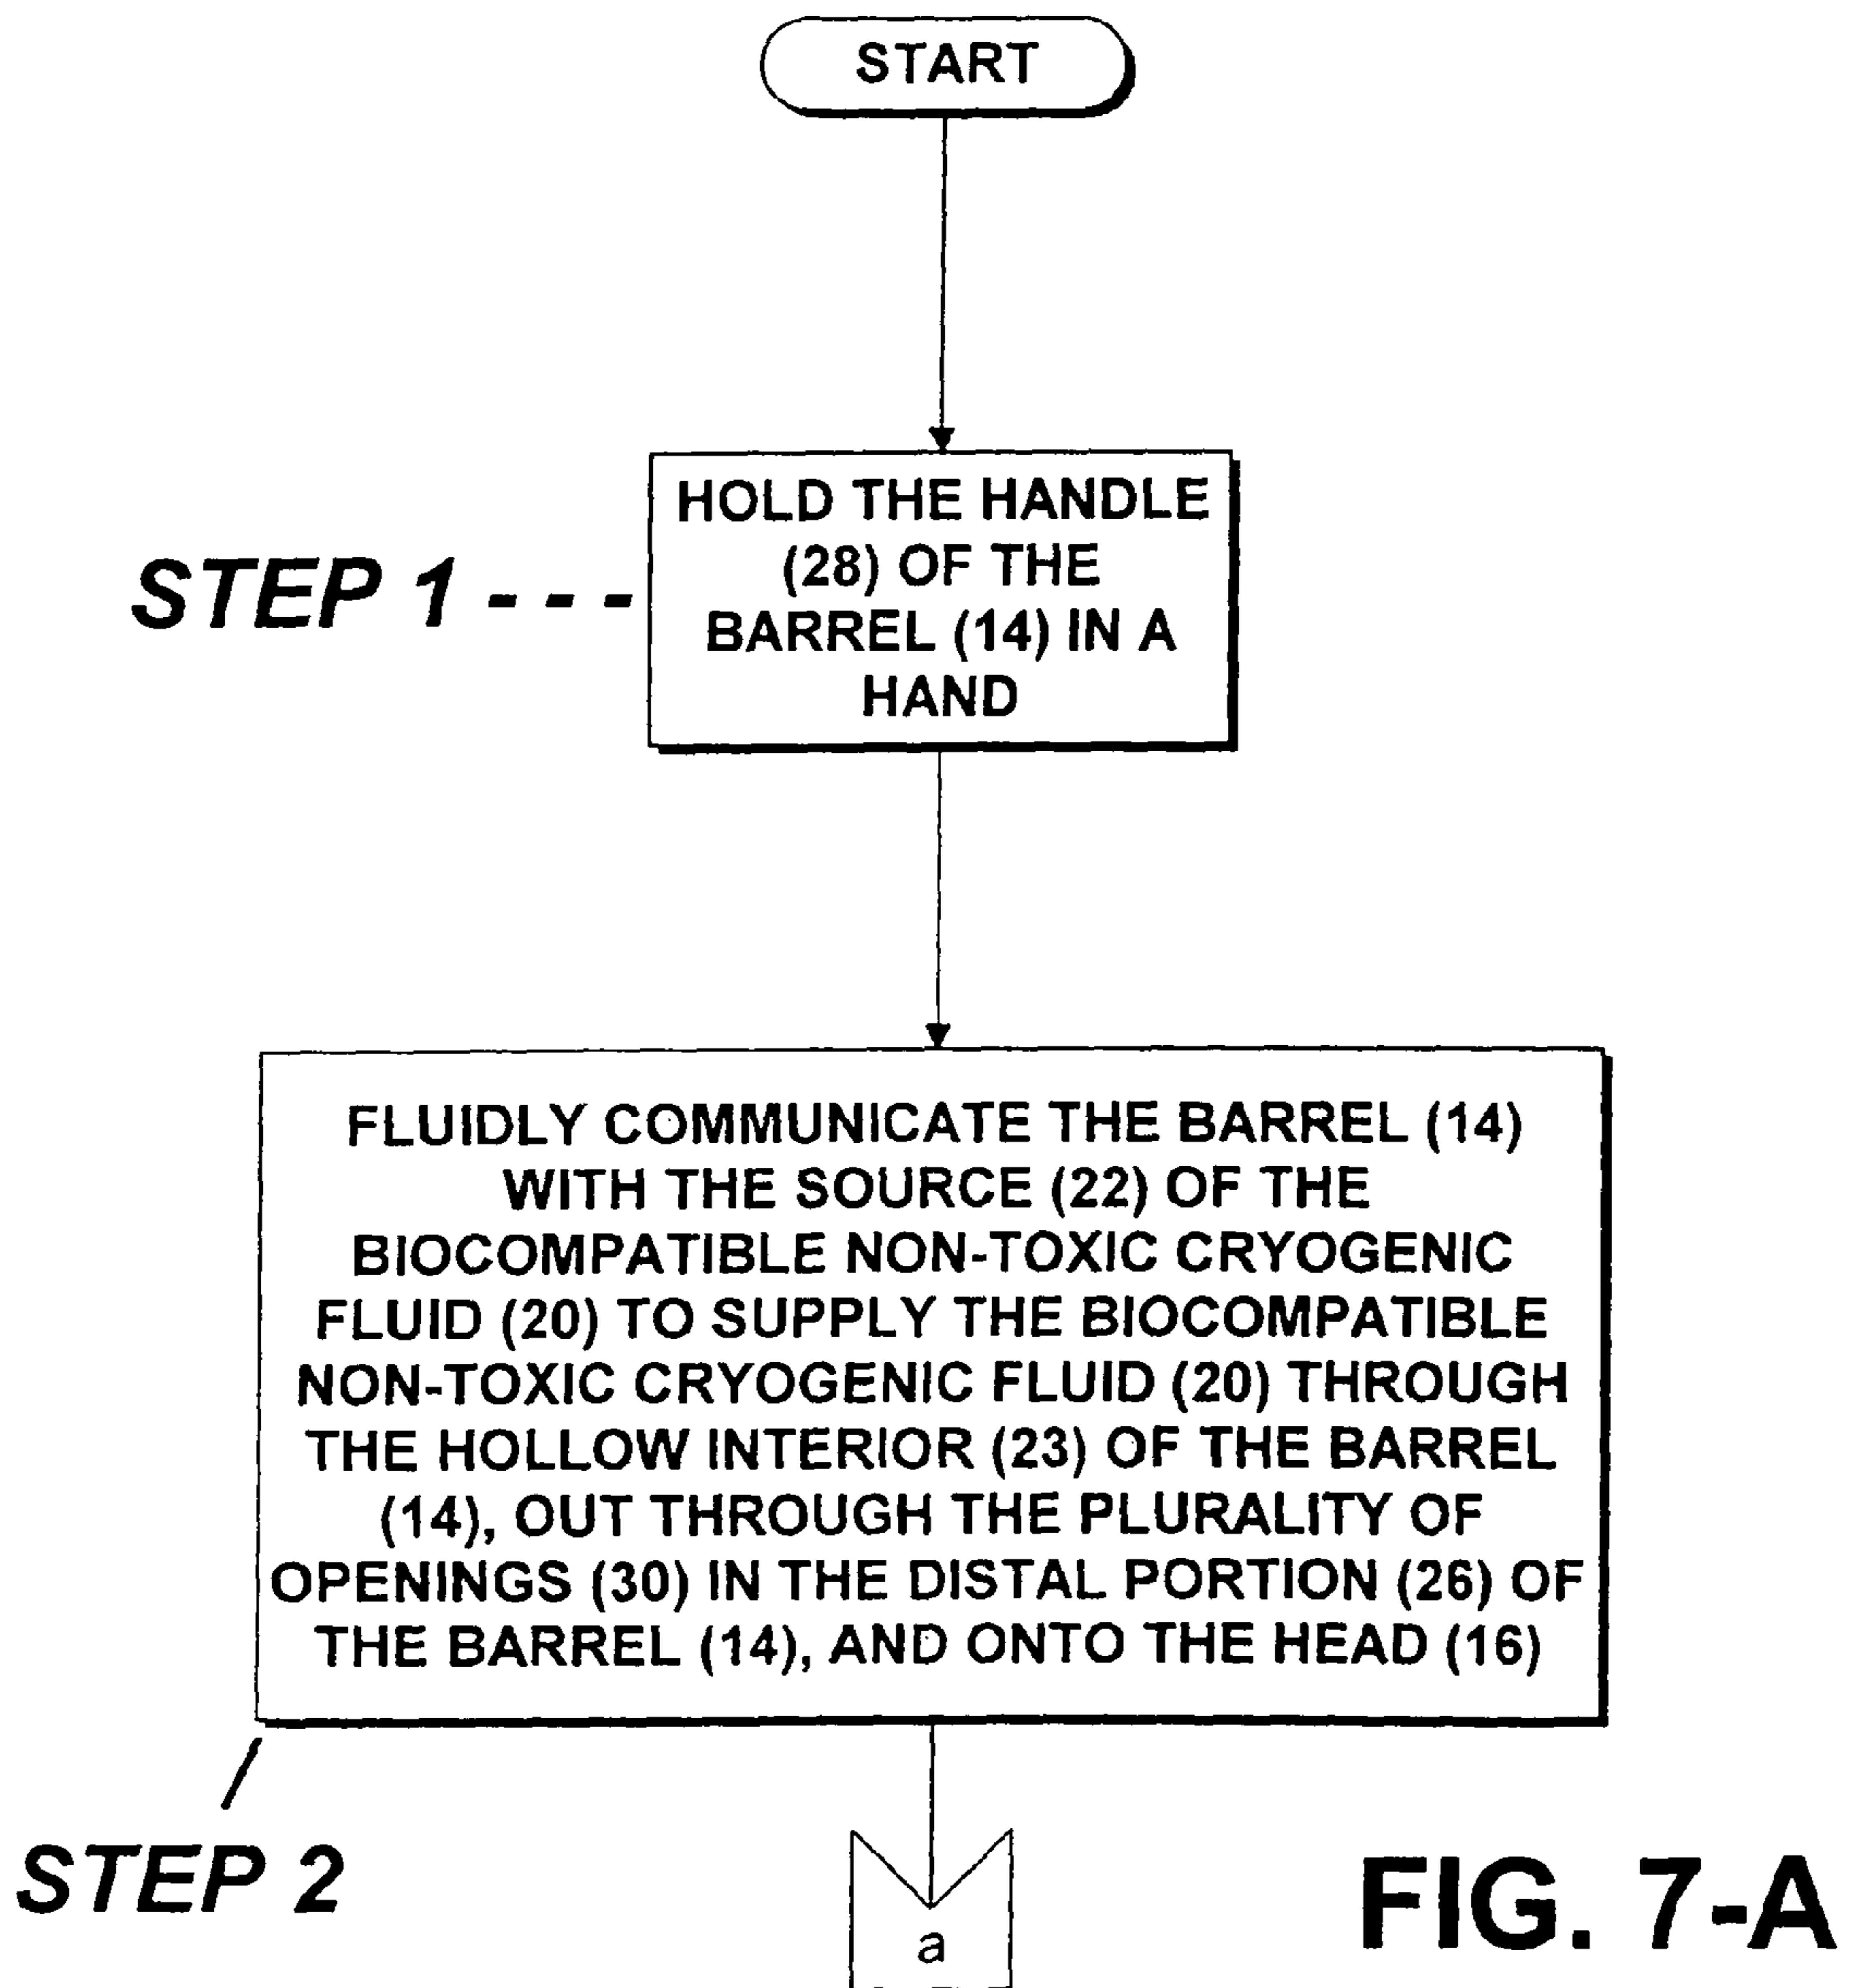 START
HOLD THE HANDLE
(28) OF THE
BARREL (14) IN A
HAND
STEP 1 - - -
FLUIDLY COMMUNICATE THE BARREL (14)
WITH THE SOURCE (22) OF THE
BIOCOMPATIBLE NON-TOXIC CRYOGENIC
FLUID (20) TO SUPPLY THE BIOCOMPATIBLE
NON-TOXIC CRYOGENIC FLUID (20) THROUGH
THE HOLLOW INTERIOR (23) OF THE BARREL
(14), OUT THROUGH THE PLURALITY OF
OPENINGS (30) IN THE DISTAL PORTION (26) OF
THE BARREL (14), AND ONTO THE HEAD (16)
STEP 2
a
FIG. 7-A